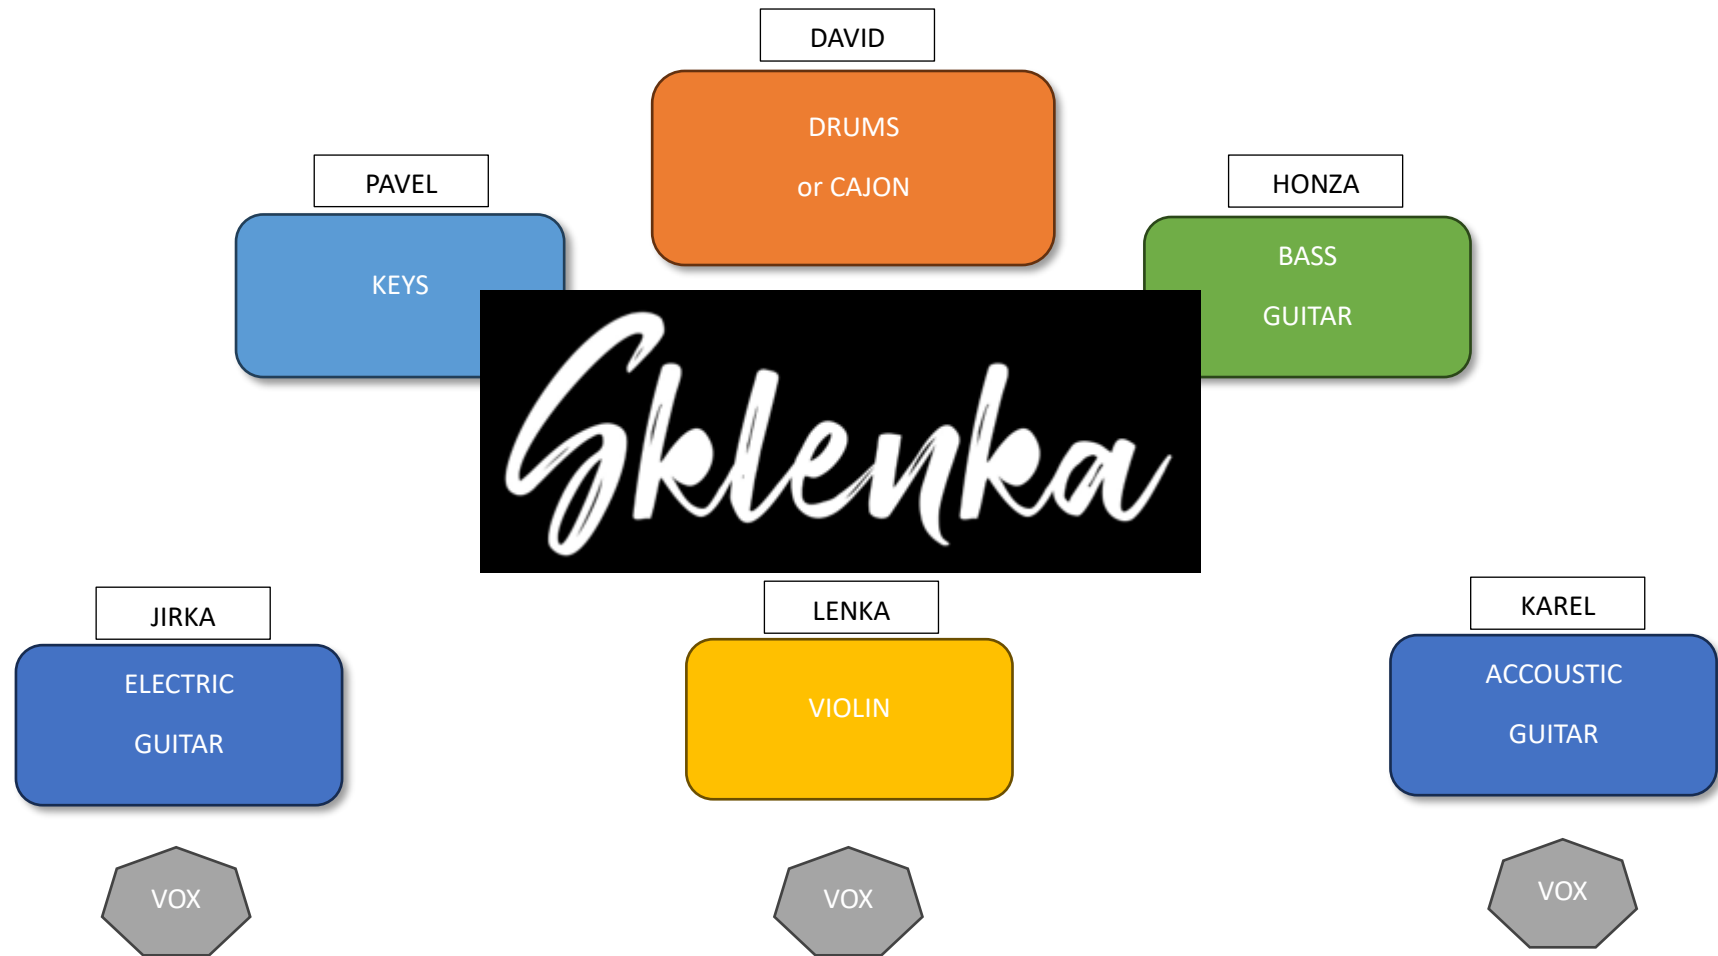 DAVID
DRUMS
or CAJON
PAVEL
KEYS
HONZA
BASS
GUITAR
Sklenka
JIRKA
ELECTRIC
GUITAR
LENKA
VIOLIN
KAREL
ACCOUSTIC
GUITAR
VOX
VOX
VOX